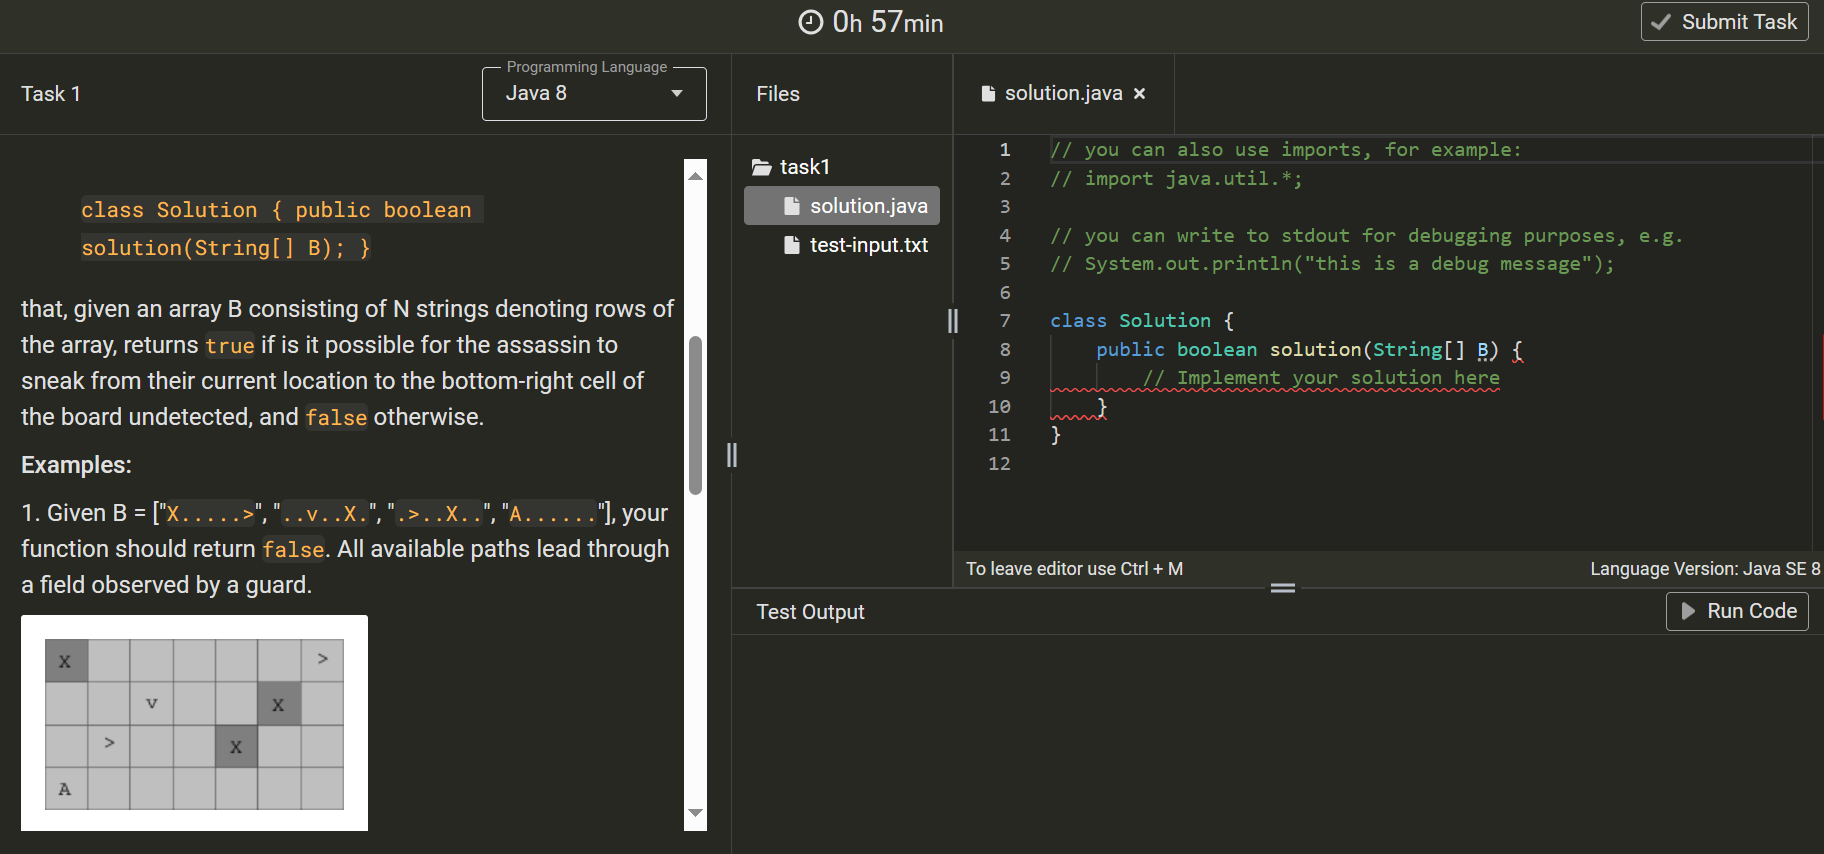 0h 57min
Submit Task
Task 1
Programming Language
Java 8
class Solution { public boolean
solution(String[] B); }
that, given an array B consisting of N strings denoting rows of
the array, returns true if is it possible for the assassin to
sneak from their current location to the bottom-right cell of
the board undetected, and false otherwise.
Examples:
1. Given B = ["X.....>", "..v..X.", ".>..X..", "A......"], your
function should return false. All available paths lead through
a field observed by a guard.
X >
v X
> X
A
Files
task1
solution.java
test-input.txt
solution.java ×
1 // you can also use imports, for example:
2 // import java.util.*;
3
4 // you can write to stdout for debugging purposes, e.g.
5 // System.out.println("this is a debug message");
6
7 class Solution {
8 public boolean solution(String[] B) {
9 // Implement your solution here
10 }
11 }
12
To leave editor use Ctrl + M
Language Version: Java SE 8
Test Output
Run Code